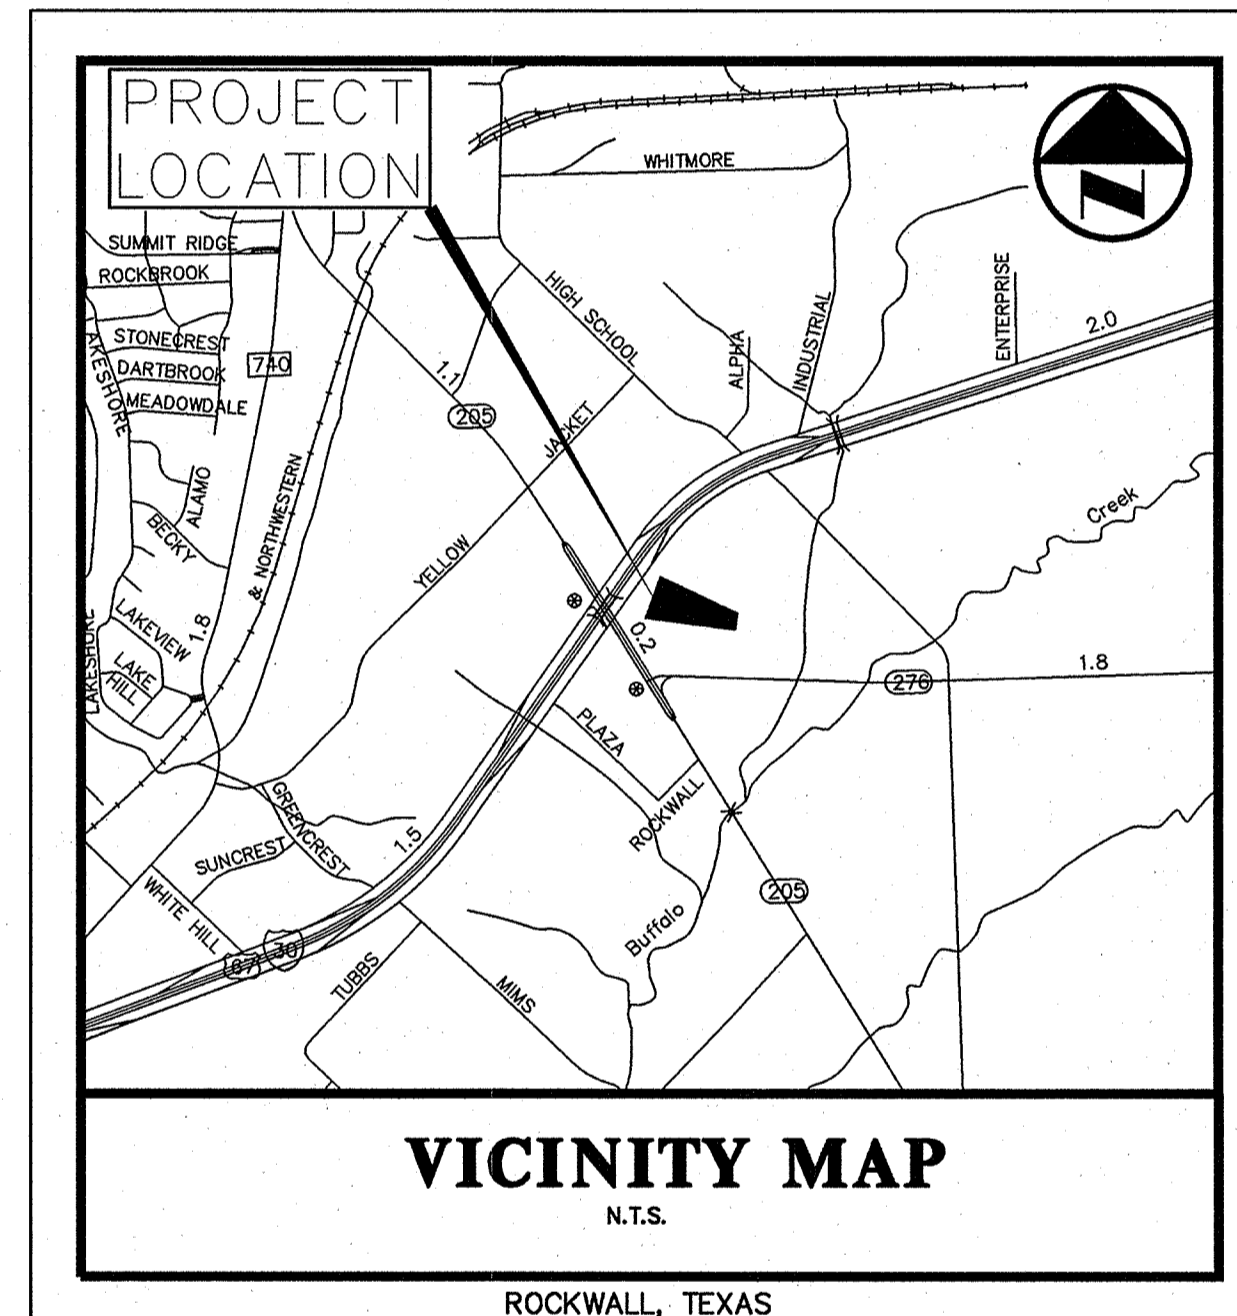 PROJECT
LOCATION
WHITMORE
SUMMIT RIDGE
ROCKBROOK
STONECREST
DARTBROOK
MEADOWDALE
LAKESHORE
740
HIGH SCHOOL
ALPHA
INDUSTRIAL
ENTERPRISE
2.0
1.1
205
JACKET
YELLOW
ALAMO
BECKY
& NORTHWESTERN
Creek
LAKEVIEW
1.8
LAKE
HILL
LAKESHORE
0.2
276
1.8
PLAZA
ROCKWALL
GREENCREST
SUNCREST
1.5
WHITE HILL
67
30
TUBBS
MIMS
Buffalo
205
N
VICINITY MAP
N.T.S.
ROCKWALL, TEXAS